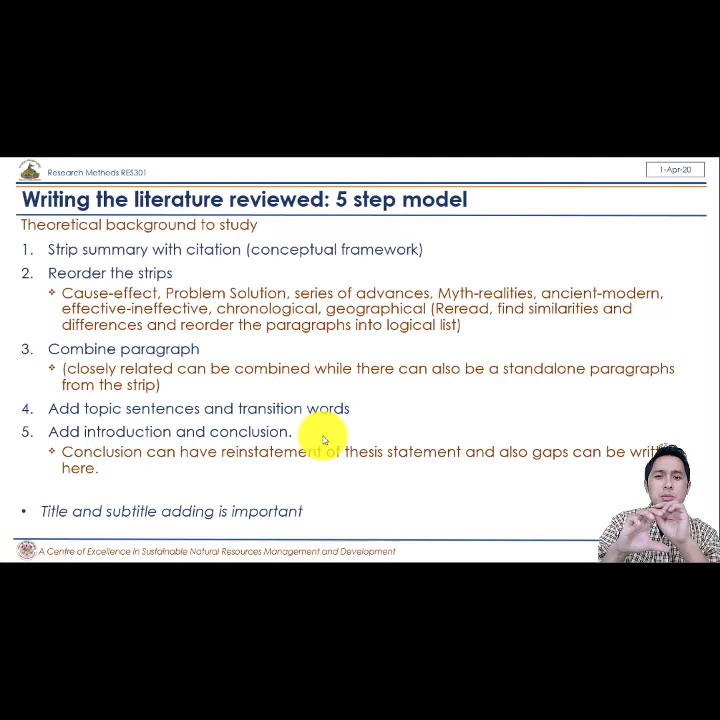 Research Methods RES301
1-Apr-20
Writing the literature reviewed: 5 step model
Theoretical background to study
1. Strip summary with citation (conceptual framework)
2. Reorder the strips
Cause-effect, Problem Solution, series of advances, Myth-realities, ancient-modern,
effective-ineffective, chronological, geographical (Reread, find similarities and
differences and reorder the paragraphs into logical list)
3. Combine paragraph
(closely related can be combined while there can also be a standalone paragraphs
from the strip)
4. Add topic sentences and transition words
5. Add introduction and conclusion.
Conclusion can have reinstatement of thesis statement and also gaps can be
here.
• Title and subtitle adding is important
A Centre of Excellence in Sustainable Natural Resources Management and Development